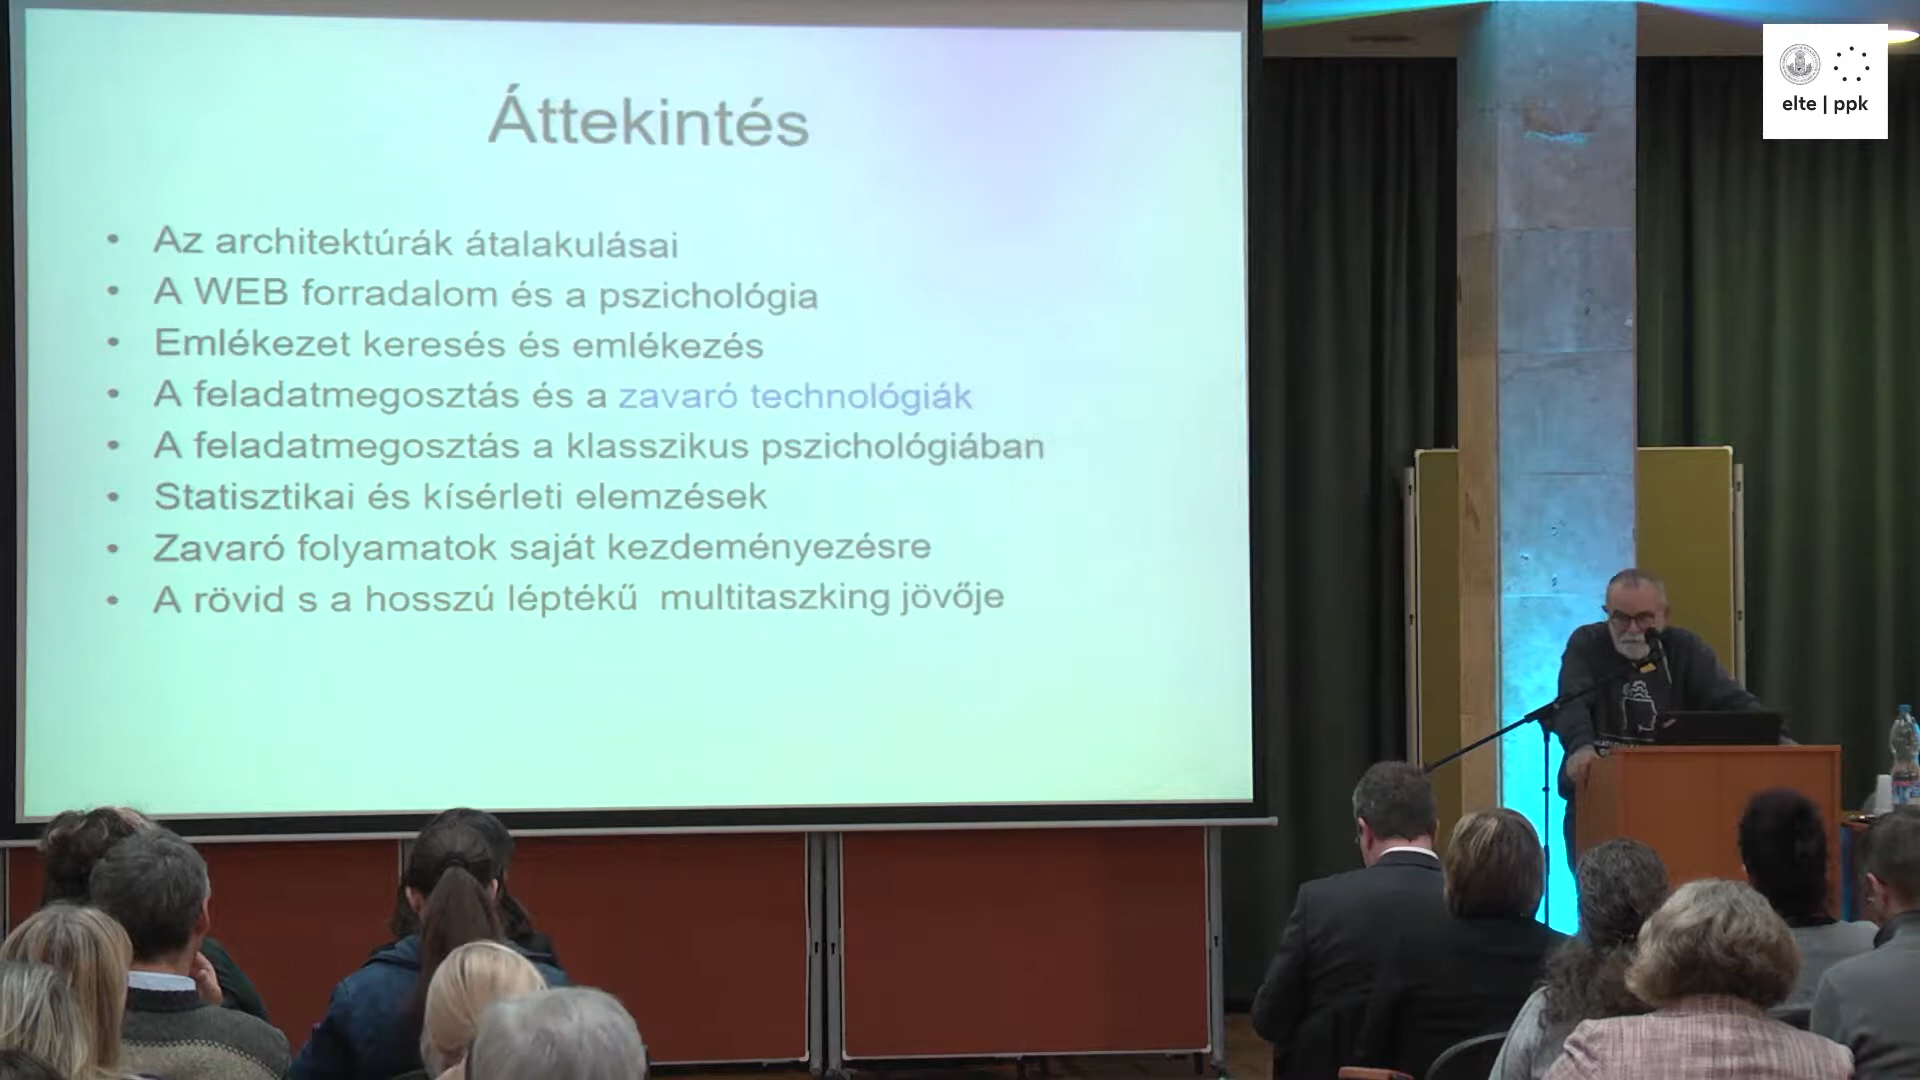 Áttekintés
• Az architektúrák átalakulásai
• A WEB forradalom és a pszichológia
• Emlékezet keresés és emlékezés
• A feladatmegosztás és a zavaró technológiák
• A feladatmegosztás a klasszikus pszichológiában
• Statisztikai és kísérleti elemzések
• Zavaró folyamatok saját kezdeményezésre
• A rövid s a hosszú léptékű multitaszking jövője
elte | ppk